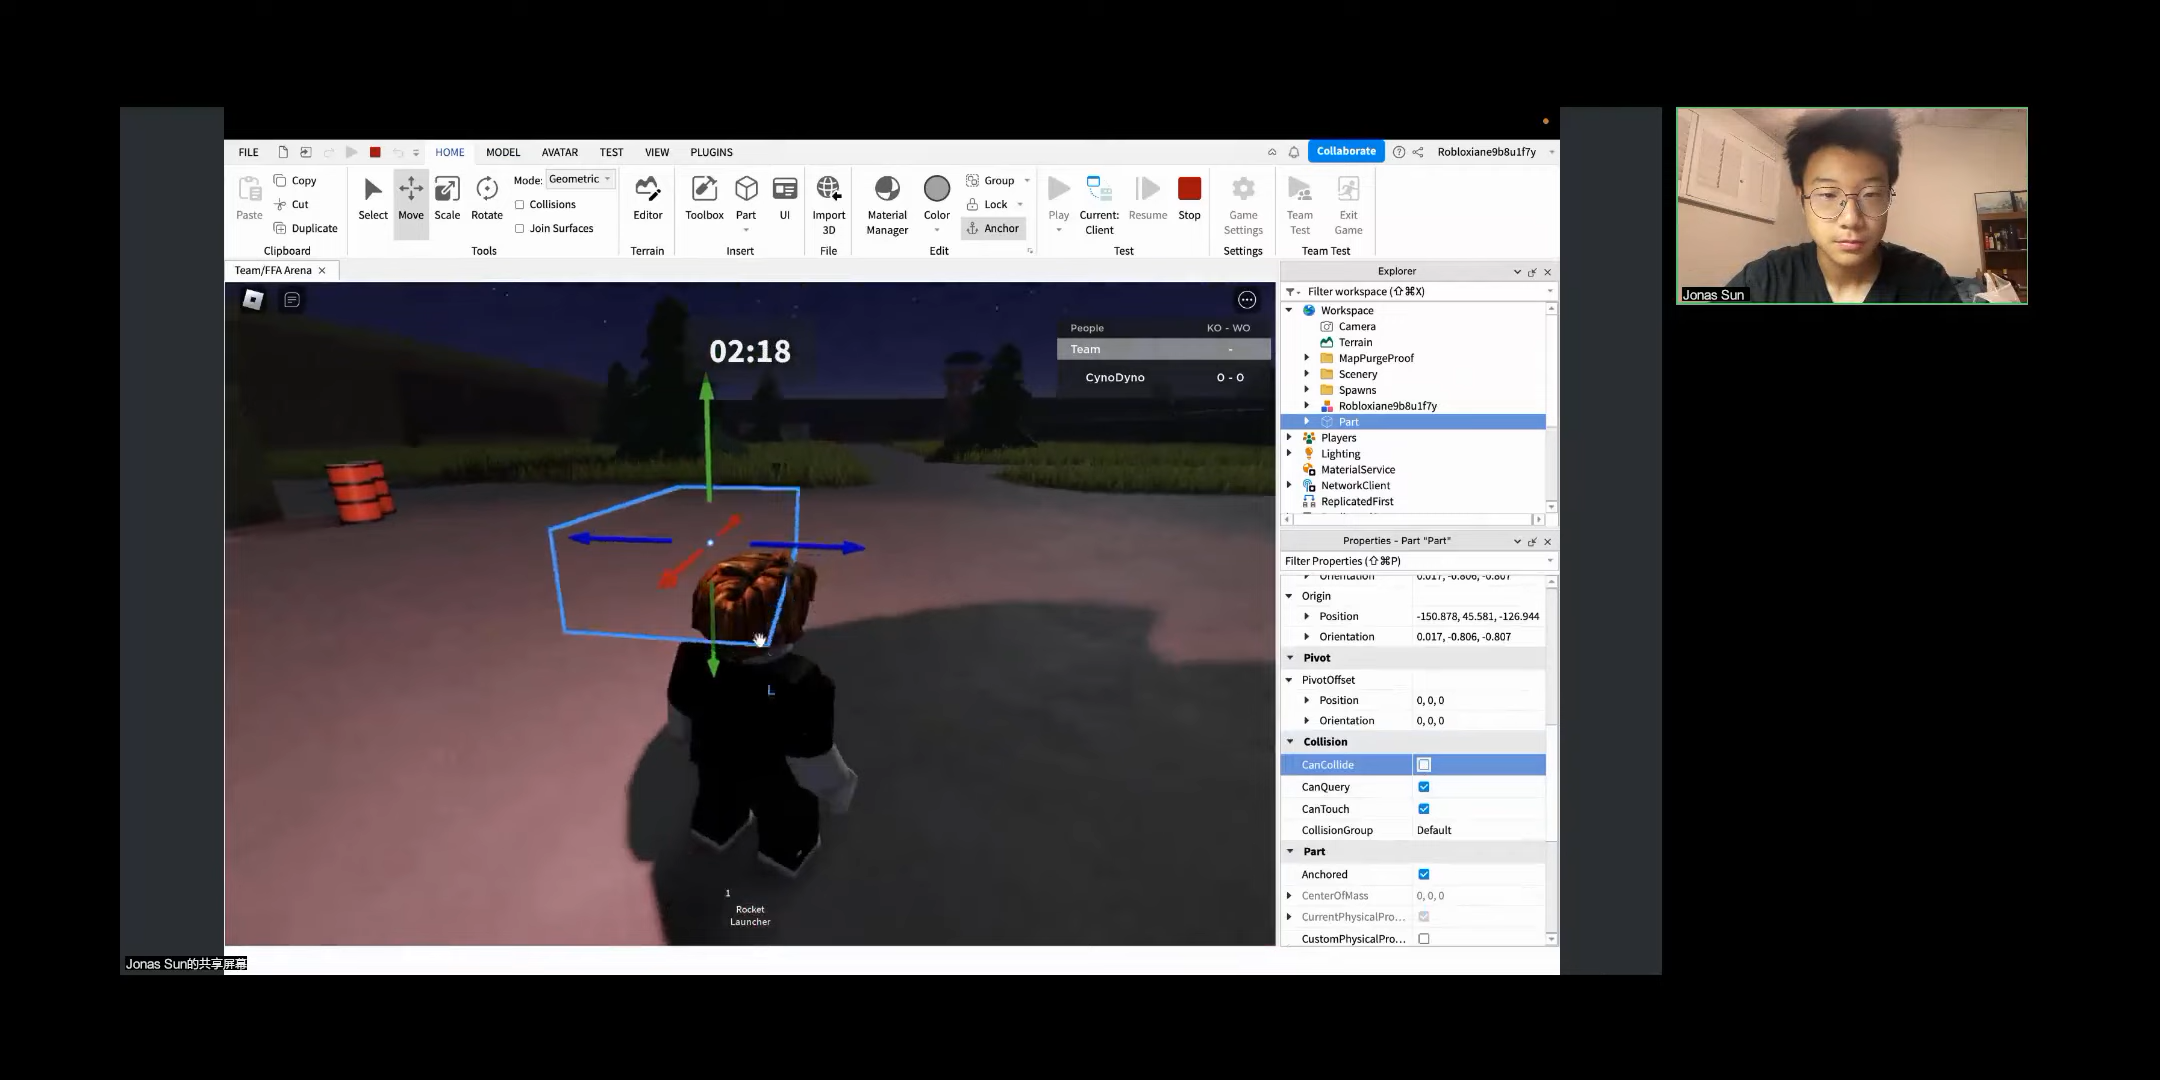 FILE HOME MODEL AVATAR TEST VIEW PLUGINS Collaborate Robloxiane9b8u1f7y
Paste Copy Cut Duplicate Clipboard
Select Move Scale Rotate Mode: Geometric Collisions Join Surfaces Tools
Editor Terrain
Toolbox Part UI Insert
Import 3D File
Material Manager Color Group Lock Anchor Edit
Play Current: Client Resume Stop Test
Game Settings Settings
Team Test Exit Game Team Test
Team/FFA Arena
02:18
People KO - WO
Team -
CynoDyno 0 - 0
L
1
Rocket
Launcher
Explorer
Filter workspace (⇧⌘X)
Workspace
Camera
Terrain
MapPurgeProof
Scenery
Spawns
Robloxiane9b8u1f7y
Part
Players
Lighting
MaterialService
NetworkClient
ReplicatedFirst
Properties - Part "Part"
Filter Properties (⇧⌘P)
Orientation 0.017, -0.806, -0.807
Origin
Position -150.878, 45.581, -126.944
Orientation 0.017, -0.806, -0.807
Pivot
PivotOffset
Position 0, 0, 0
Orientation 0, 0, 0
Collision
CanCollide
CanQuery
CanTouch
CollisionGroup Default
Part
Anchored
CenterOfMass 0, 0, 0
CurrentPhysicalPro...
CustomPhysicalPro...
Jonas Sun
Jonas Sun的共享屏幕